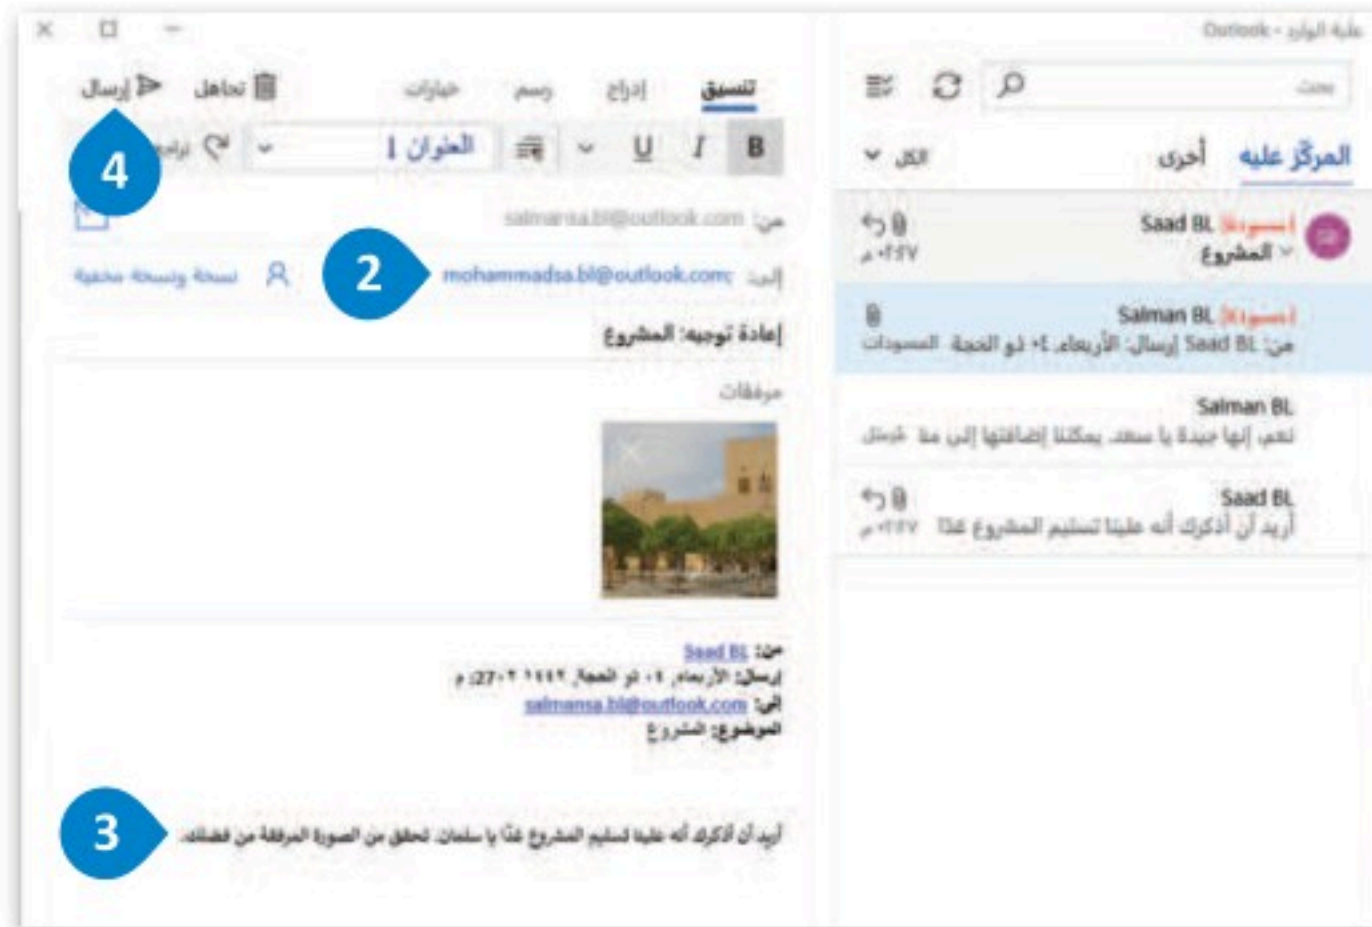 علبة الوارد - Outlook
بحث
المركّز عليه أخرى الكل
[مسودة] Saad BL
المشروع ٠٢:٢٧ م
[مسودة] Salman BL
من: Saad BL إرسال: الأربعاء, ٠٤ ذو الحجة المسودات
Salman BL
نعم، إنها جيدة يا سعد. يمكننا إضافتها إلى
Saad BL
أريد أن أذكرك أنه علينا تسليم المشروع غدًا ٠٢:٢٧ م
تنسيق إدراج رسم خيارات تجاهل إرسال
4
B I U العنوان 1 تراجع
من: salmansa.bl@outlook.com
إلى: mohammadsa.bl@outlook.com; 2 نسخة ونسخة مخفية
إعادة توجيه: المشروع
مرفقات
من: Saad BL
إرسال: الأربعاء, ٠٤ ذو الحجة, ١٤٤٢
إلى: salmansa.bl@outlook.com
الموضوع: المشروع
أريد أن أذكرك أنه علينا تسليم المشروع غدًا يا سلمان. تحقق من الصورة المرفقة من فضلك. 3